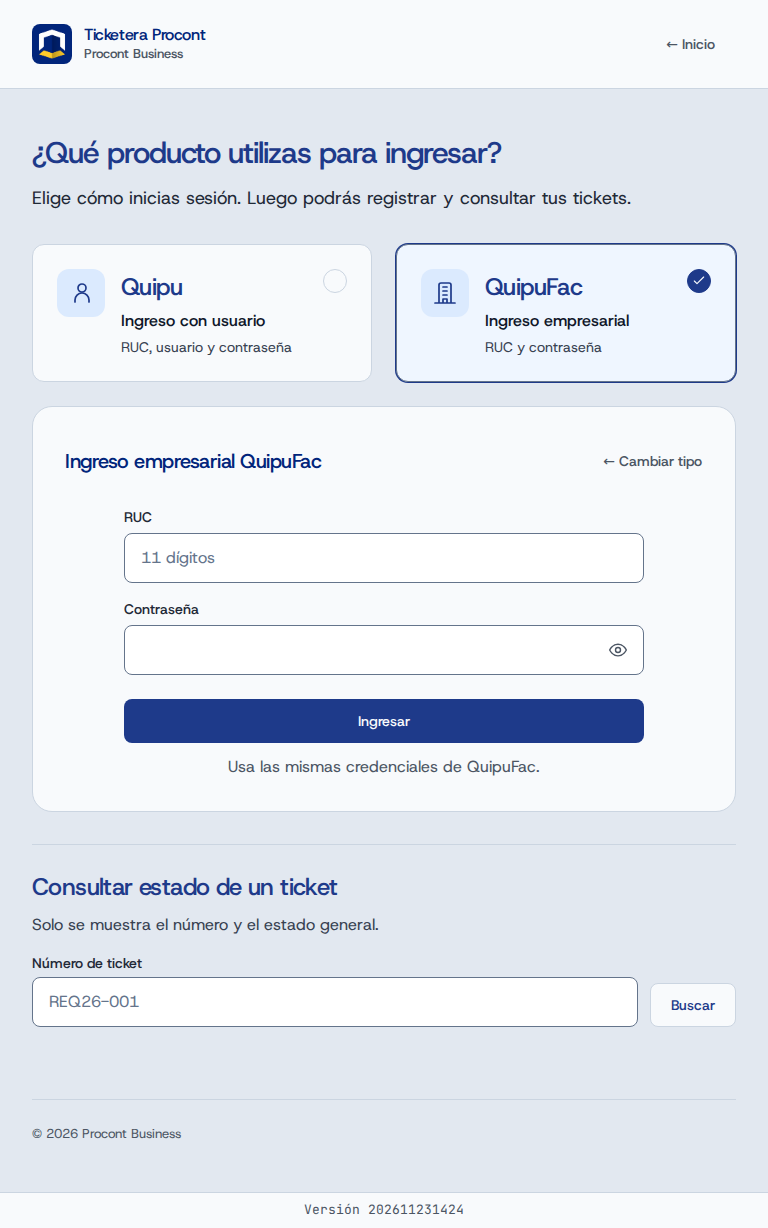 Ticketera Procont
Procont Business
← Inicio
¿Qué producto utilizas para ingresar?
Elige cómo inicias sesión. Luego podrás registrar y consultar tus tickets.
Quipu
Ingreso con usuario
RUC, usuario y contraseña
QuipuFac
Ingreso empresarial
RUC y contraseña
Ingreso empresarial QuipuFac
← Cambiar tipo
RUC
11 dígitos
Contraseña
Ingresar
Usa las mismas credenciales de QuipuFac.
Consultar estado de un ticket
Solo se muestra el número y el estado general.
Número de ticket
REQ26-001
Buscar
© 2026 Procont Business
Versión 202611231424